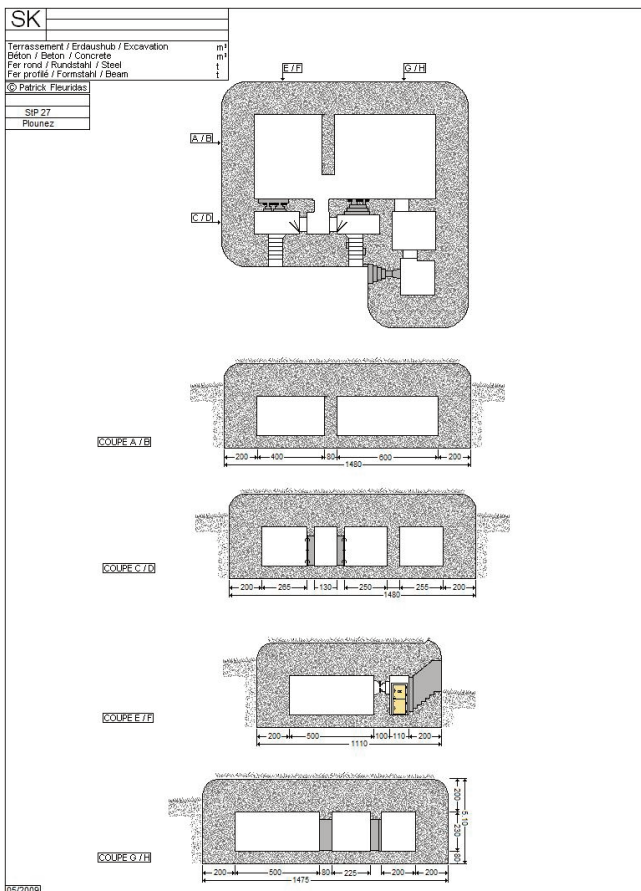 SK
Terrassement / Erdaushub / Excavation m³
Béton / Beton / Concrete m³
Fer rond / Rundstahl / Steel t
Fer profilé / Formstahl / Beam t
© Patrick Fleuridas
StP 27
Plounez
E / F G / H
A / B
C / D
COUPE A / B
200 400 80 600 200
1480
COUPE C / D
200 265 130 250 255 200
1480
COUPE E / F
200 500 100 110 200
1110
COUPE G / H
200 500 80 225 200 200
1475
200 230 80
5.10
05/2009